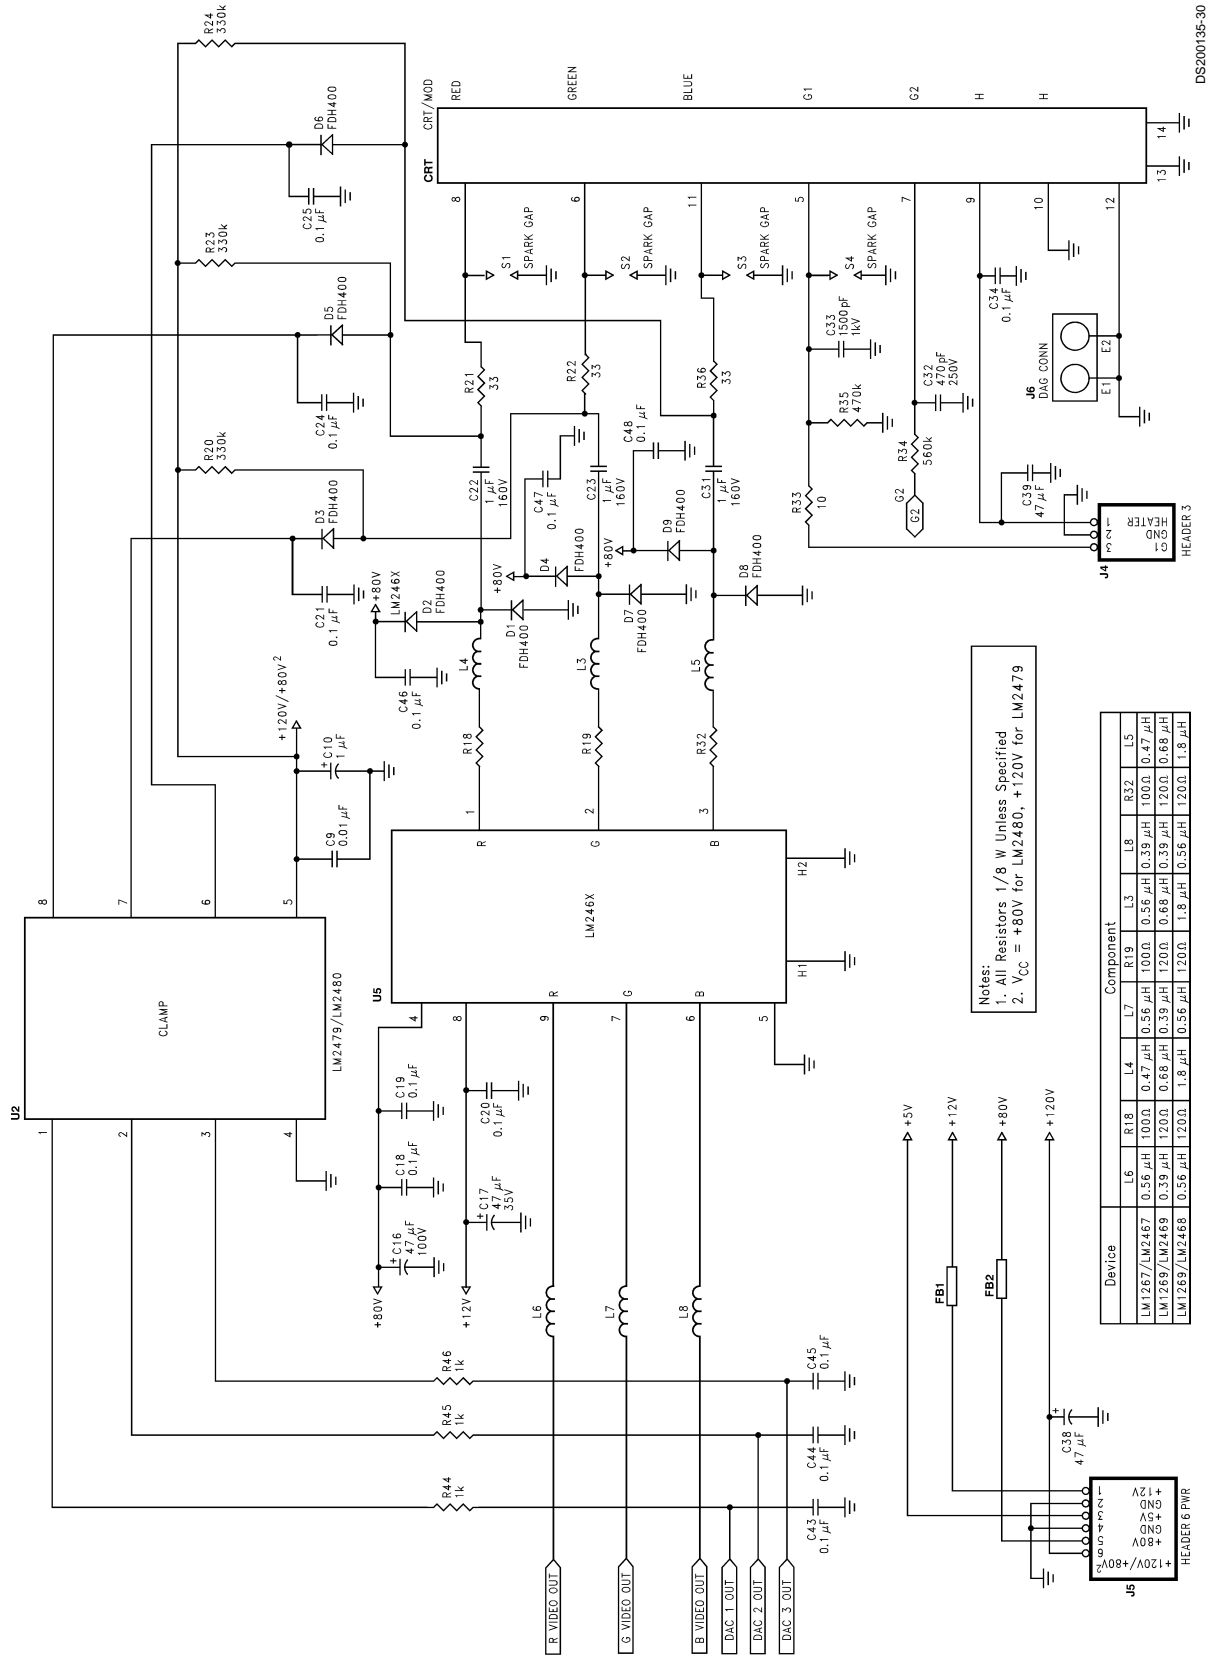 R VIDEO OUT
G VIDEO OUT
B VIDEO OUT
DAC 1 OUT
DAC 2 OUT
DAC 3 OUT
R44
1k
R45
1k
R46
1k
C43
0.1 µF
C44
0.1 µF
C45
0.1 µF
L6
L7
L8
U2
CLAMP
LM2479/LM2480
1
2
3
4
8
7
6
5
+80V
+12V
C16
47 µF
100V
C18
0.1 µF
C19
0.1 µF
C17
47 µF
35V
C20
0.1 µF
U5
LM246X
4
8
9
7
6
5
R
G
B
R
G
B
1
2
3
H1
H2
C9
0.01 µF
C10
1 µF
+120V/+80V 2
R18
R19
R32
L4
L3
L5
C46
0.1 µF
+80V
LM246X
D2
FDH400
D1
FDH400
C21
0.1 µF
D3
FDH400
R20
330k
C24
0.1 µF
D5
FDH400
R23
330k
C25
0.1 µF
D6
FDH400
R24
330k
+80V
D4
FDH400
D7
FDH400
C47
0.1 µF
+80V
D9
FDH400
D8
FDH400
C48
0.1 µF
C22
1 µF
160V
C23
1 µF
160V
C31
1 µF
160V
R21
33
R22
33
R36
33
S1
SPARK GAP
S2
SPARK GAP
S3
SPARK GAP
S4
SPARK GAP
R33
10
R35
470k
C33
1500pF
1kV
G2
G2
R34
560k
C32
470pF
250V
C39
47 µF
C34
0.1 µF
J6
DAG CONN
E1
E2
J4
HEADER 3
1
2
3
HEATER
GND
G1
CRT
CRT/MOD
8
6
11
5
7
9
10
12
13
14
RED
GREEN
BLUE
G1
G2
H
H
Notes:
1. All Resistors 1/8 W Unless Specified
2. VCC = +80V for LM2480, +120V for LM2479
J5
HEADER 6 PWR
1
2
3
4
5
6
+12V
GND
+5V
GND
+80V
+120V/+80V 2
C38
47 µF
FB1
FB2
+5V
+12V
+80V
+120V
Device Component
L6 R18 L4 L7 R19 L3 L8 R32 L5
LM1267/LM2467 0.56 µH 100Ω 0.47 µH 0.56 µH 100Ω 0.56 µH 0.39 µH 100Ω 0.47 µH
LM1269/LM2469 0.39 µH 120Ω 0.68 µH 0.39 µH 120Ω 0.68 µH 0.39 µH 120Ω 0.68 µH
LM1269/LM2468 0.56 µH 120Ω 1.8 µH 0.56 µH 120Ω 1.8 µH 0.56 µH 120Ω 1.8 µH
DS200135-30